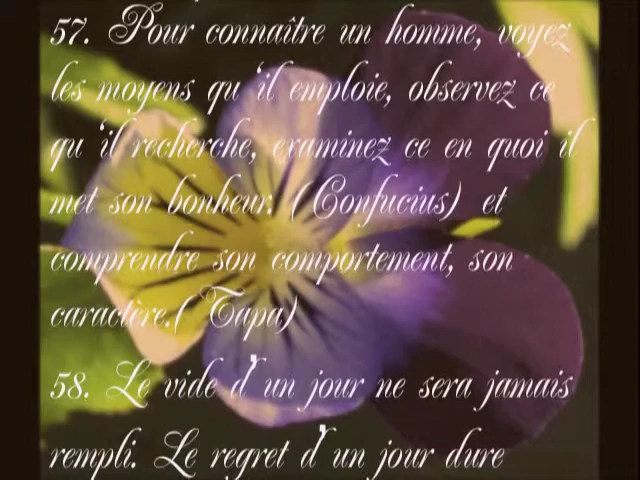 57. Pour connaître un homme, voyez
les moyens qu'il emploie, observez ce
qu'il recherche, examinez ce en quoi il
met son bonheur. (Confucius) et
comprendre son comportement, son
caractère.( Tapa)
58. Le vide d'un jour ne sera jamais
rempli. Le regret d'un jour dure